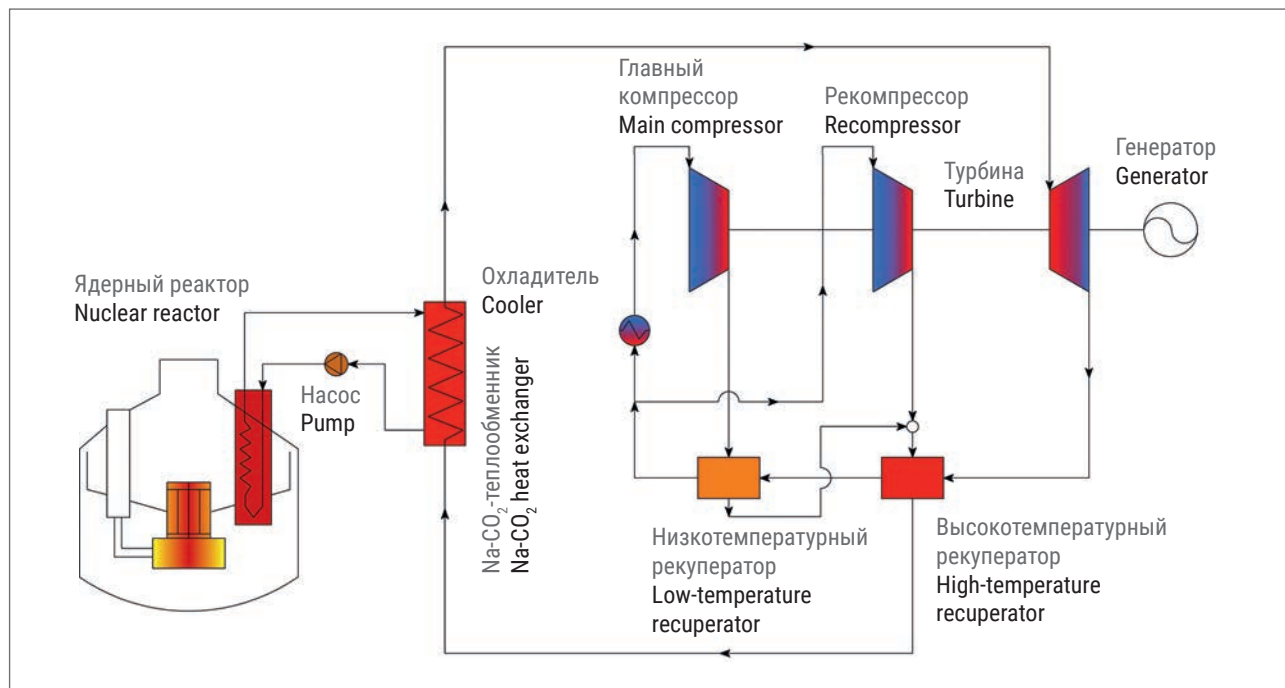 Главный
компрессор
Main compressor
Рекомпрессор
Recompressor
Турбина
Turbine
Генератор
Generator
Ядерный реактор
Nuclear reactor
Охладитель
Cooler
Насос
Pump
Na-CO₂-теплообменник
Na-CO₂ heat exchanger
Низкотемпературный
рекуператор
Low-temperature
recuperator
Высокотемпературный
рекуператор
High-temperature
recuperator